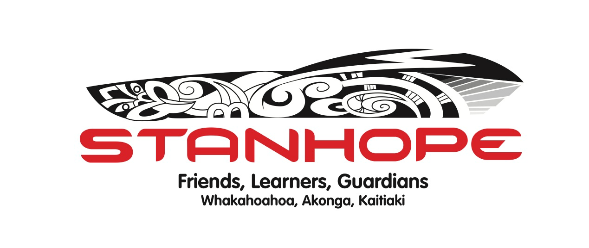 STANHOPE
Friends, Learners, Guardians
Whakahoahoa, Akonga, Kaitiaki